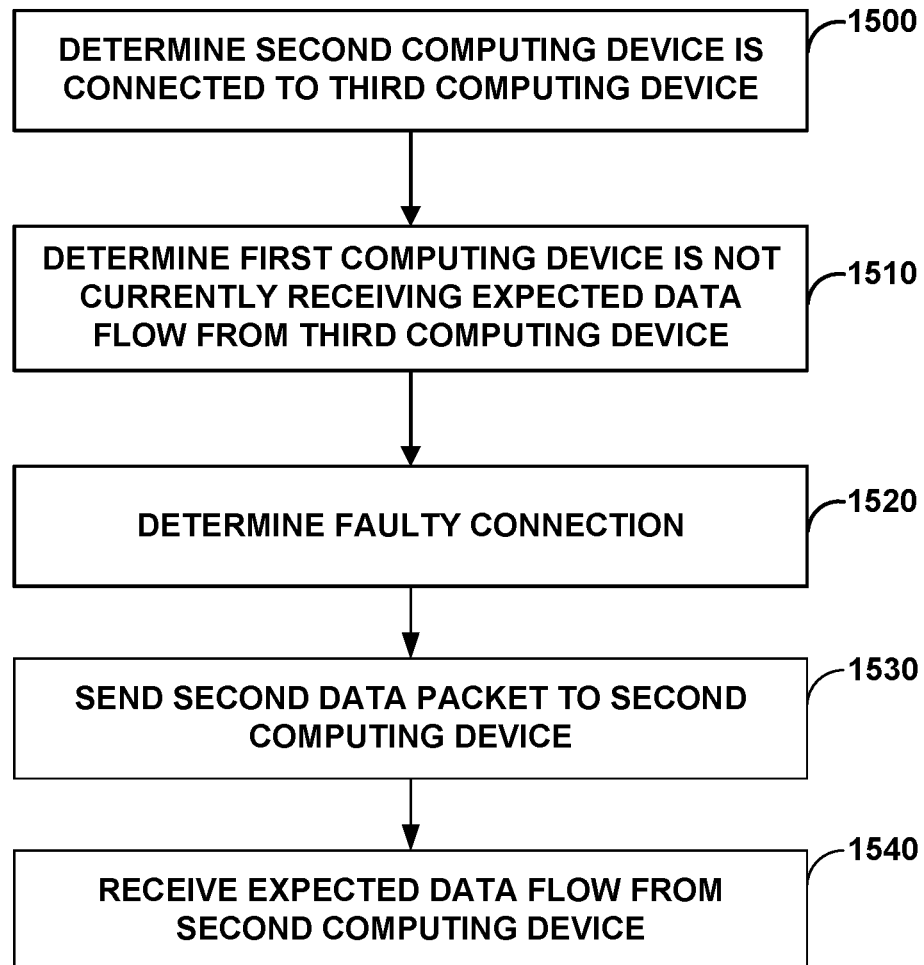 DETERMINE SECOND COMPUTING DEVICE IS
CONNECTED TO THIRD COMPUTING DEVICE
1500
DETERMINE FIRST COMPUTING DEVICE IS NOT
CURRENTLY RECEIVING EXPECTED DATA
FLOW FROM THIRD COMPUTING DEVICE
1510
DETERMINE FAULTY CONNECTION
1520
SEND SECOND DATA PACKET TO SECOND
COMPUTING DEVICE
1530
RECEIVE EXPECTED DATA FLOW FROM
SECOND COMPUTING DEVICE
1540